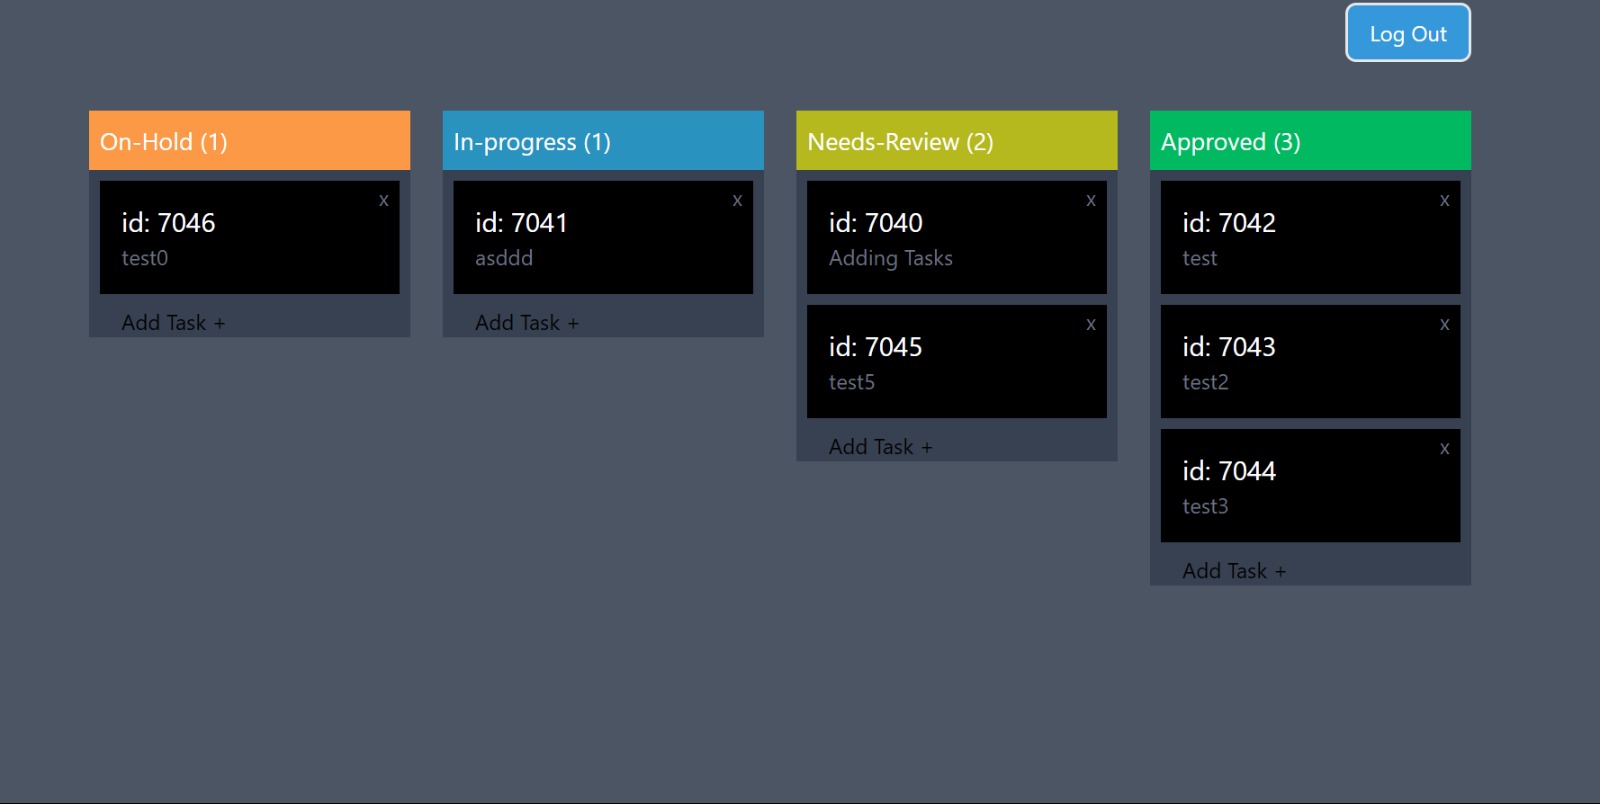 Log Out
On-Hold (1)
x
id: 7046
test0
Add Task +
In-progress (1)
x
id: 7041
asddd
Add Task +
Needs-Review (2)
x
id: 7040
Adding Tasks
x
id: 7045
test5
Add Task +
Approved (3)
x
id: 7042
test
x
id: 7043
test2
x
id: 7044
test3
Add Task +